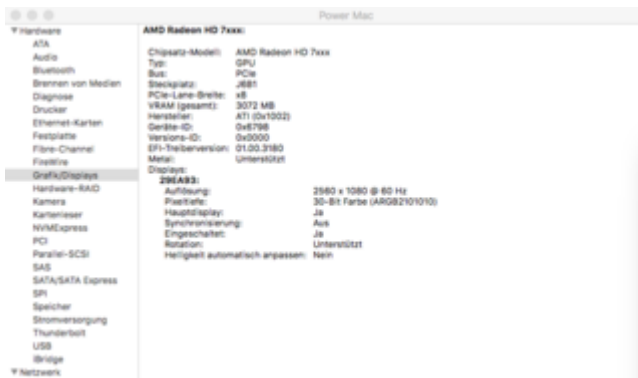 Power Mac
Hardware
ATA
Audio
Bluetooth
Brennen von Medien
Diagnose
Drucker
Ethernet-Karten
Festplatte
Fibre-Channel
FireWire
Grafik/Displays
Hardware-RAID
Kamera
Kartenleser
NVMExpress
PCI
Parallel-SCSI
SAS
SATA/SATA Express
SPI
Speicher
Stromversorgung
Thunderbolt
USB
iBridge
Netzwerk
AMD Radeon HD 7xxx:
Chipsatz-Modell: AMD Radeon HD 7xxx
Typ: GPU
Bus: PCIe
Steckplatz:
PCIe-Lane-Breite: x8
VRAM (gesamt): 3072 MB
Hersteller: ATI (0x1002)
Geräte-ID: 0x6798
Versions-ID: 0x0000
EFI-Treiberversion: 01.00.3180
Metal: Unterstützt
Displays:
29EA93:
Auflösung: 2560 x 1080 @ 60 Hz
Pixeltiefe: 30-Bit Farbe (ARGB2101010)
Hauptdisplay: Ja
Synchronisierung: Aus
Eingeschaltet: Ja
Rotation: Unterstützt
Helligkeit automatisch anpassen: Nein